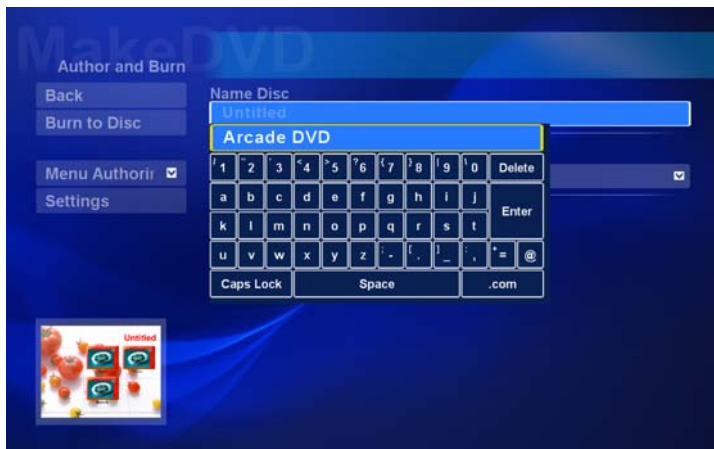 MakeDVD
Author and Burn
Back
Burn to Disc
Menu Authorir
Settings
Name Disc
Untitled
Arcade DVD
1 2 3 < 4 > 5 ? 6 { 7 } 8 | 9 \ 0 Delete
a b c d e f g h i j
Enter
k l m n o p q r s t
u v w x y z ; - [ . ] _ : , * = @
Caps Lock Space .com
Untitled